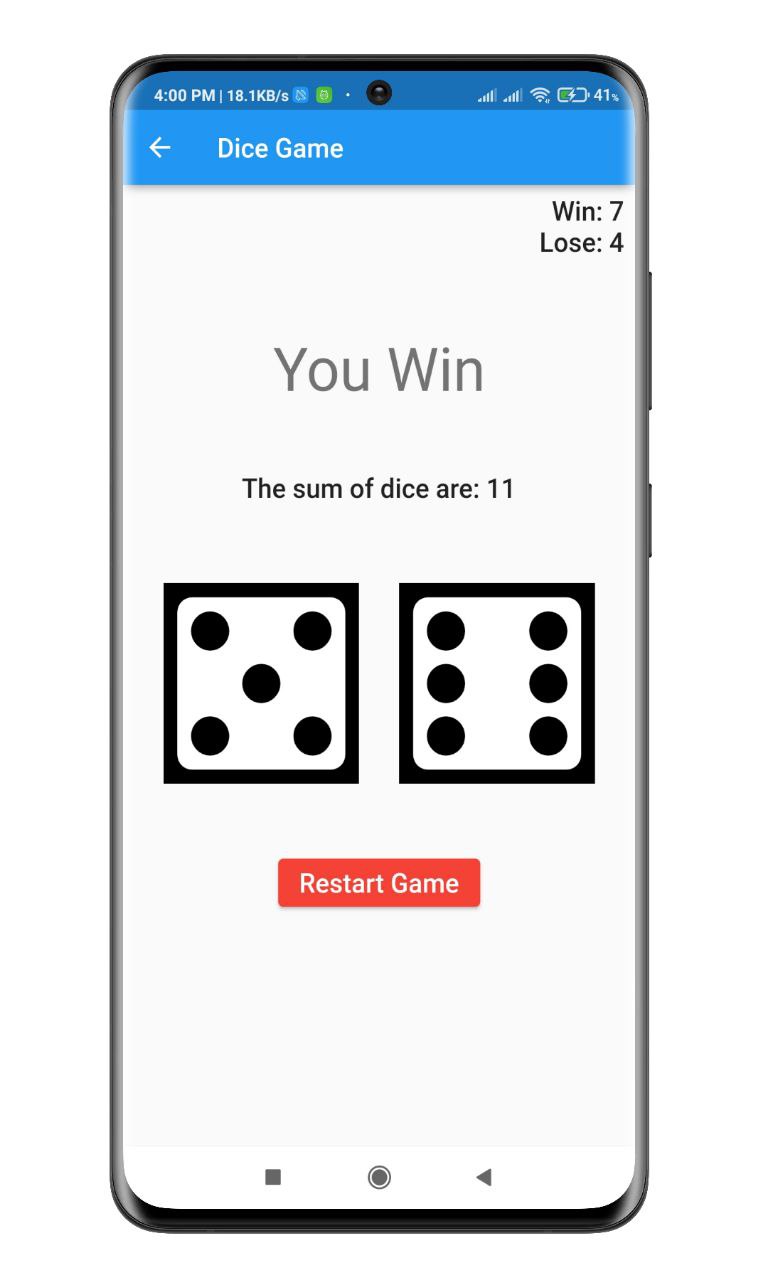 4:00 PM | 18.1KB/s
41%
Dice Game
Win: 7
Lose: 4
You Win
The sum of dice are: 11
Restart Game